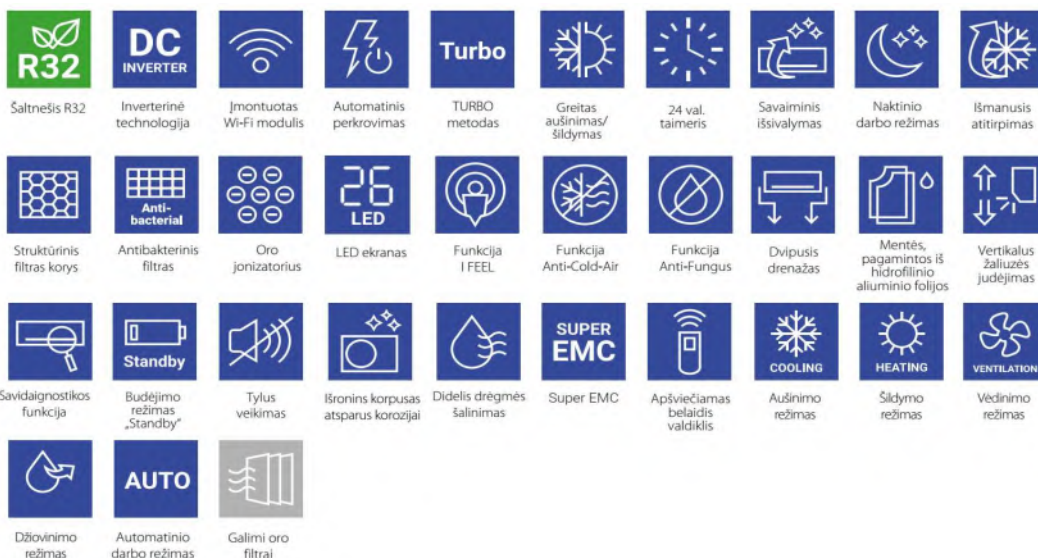 R32
DC
INVERTER
Turbo
Šaltnešis R32
Inverterinė
technologija
Įmontuotas
Wi-Fi modulis
Automatinis
perkrovimas
TURBO
metodas
Greitas
aušinimas/
šildymas
24 val.
taimeris
Savaiminis
išsivalymas
Naktinio
darbo režimas
Išmanusis
atitirpimas
Anti-
bacterial
26
LED
Struktūrinis
filtras korys
Antibakterinis
filtras
Oro
jonizatorius
LED ekranas
Funkcija
I FEEL
Funkcija
Anti-Cold-Air
Funkcija
Anti-Fungus
Dvipusis
drenažas
Mentės,
pagamintos iš
hidrofilinio
aliuminio folijos
Vertikalus
žaliuzės
judėjimas
Standby
SUPER
EMC
COOLING
HEATING
VENTILATION
Savidaignostikos
funkcija
Budėjimo
režimas
„Standby“
Tylus
veikimas
Išronins korpusas
atsparus korozijai
Didelis drėgmės
šalinimas
Super EMC
Apšviečiamas
belaidis
valdiklis
Aušinimo
režimas
Šildymo
režimas
Vėdinimo
režimas
AUTO
Džiovinimo
režimas
Automatinio
darbo režimas
Galimi oro
filtrai